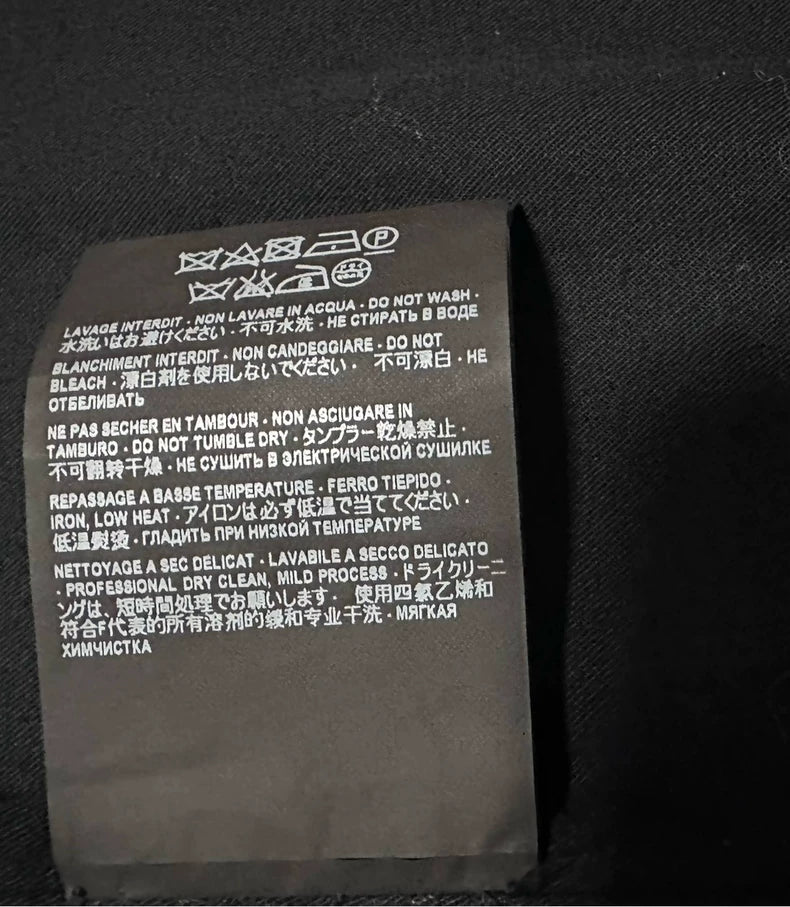 P
ドライ
LAVAGE INTERDIT · NON LAVARE IN ACQUA · DO NOT WASH ·
水洗いはお避けください · 不可水洗 · НЕ СТИРАТЬ В ВОДЕ
BLANCHIMENT INTERDIT · NON CANDEGGIARE · DO NOT
BLEACH · 漂白剤を使用しないでください · 不可漂白 · НЕ
ОТБЕЛИВАТЬ
NE PAS SECHER EN TAMBOUR · NON ASCIUGARE IN
TAMBURO · DO NOT TUMBLE DRY · タンブラー乾燥禁止 ·
不可翻转干燥 · НЕ СУШИТЬ В ЭЛЕКТРИЧЕСКОЙ СУШИЛКЕ
REPASSAGE A BASSE TEMPERATURE · FERRO TIEPIDO ·
IRON, LOW HEAT · アイロンは必ず低温で当ててください ·
低温熨烫 · ГЛАДИТЬ ПРИ НИЗКОЙ ТЕМПЕРАТУРЕ
NETTOYAGE A SEC DELICAT · LAVABILE A SECCO DELICATO
· PROFESSIONAL DRY CLEAN, MILD PROCESS · ドライクリーニ
ングは、短時間処理でお願いします · 使用四氯乙烯和
符合F代表的所有溶剂的缓和专业干洗 · МЯГКАЯ
ХИМЧИСТКА